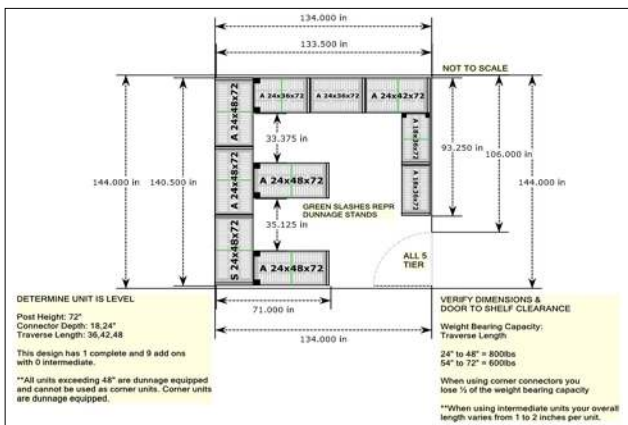 134.000 in
133.500 in
NOT TO SCALE
A 24x36x72
A 24x36x72
A 24x42x72
A 24x48x72
A 18x36x72
33.375 in
93.250 in
106.000 in
144.000 in
140.500 in
144.000 in
A 24x48x72
A 24x48x72
A 18x36x72
GREEN SLASHES REPR
DUNNAGE STANDS
35.125 in
S 24x48x72
A 24x48x72
ALL 5
TIER
71.000 in
134.000 in
DETERMINE UNIT IS LEVEL
Post Height: 72"
Connector Depth: 18,24"
Traverse Length: 36,42,48
This design has 1 complete and 9 add ons
with 0 intermediate.
**All units exceeding 48" are dunnage equipped
and cannot be used as corner units. Corner units
are dunnage equipped.
VERIFY DIMENSIONS &
DOOR TO SHELF CLEARANCE
Weight Bearing Capacity:
Traverse Length
24" to 48" = 800lbs
54" to 72" = 600lbs
When using corner connectors you
lose ½ of the weight bearing capacity
**When using intermediate units your overall
length varies from 1 to 2 inches per unit.